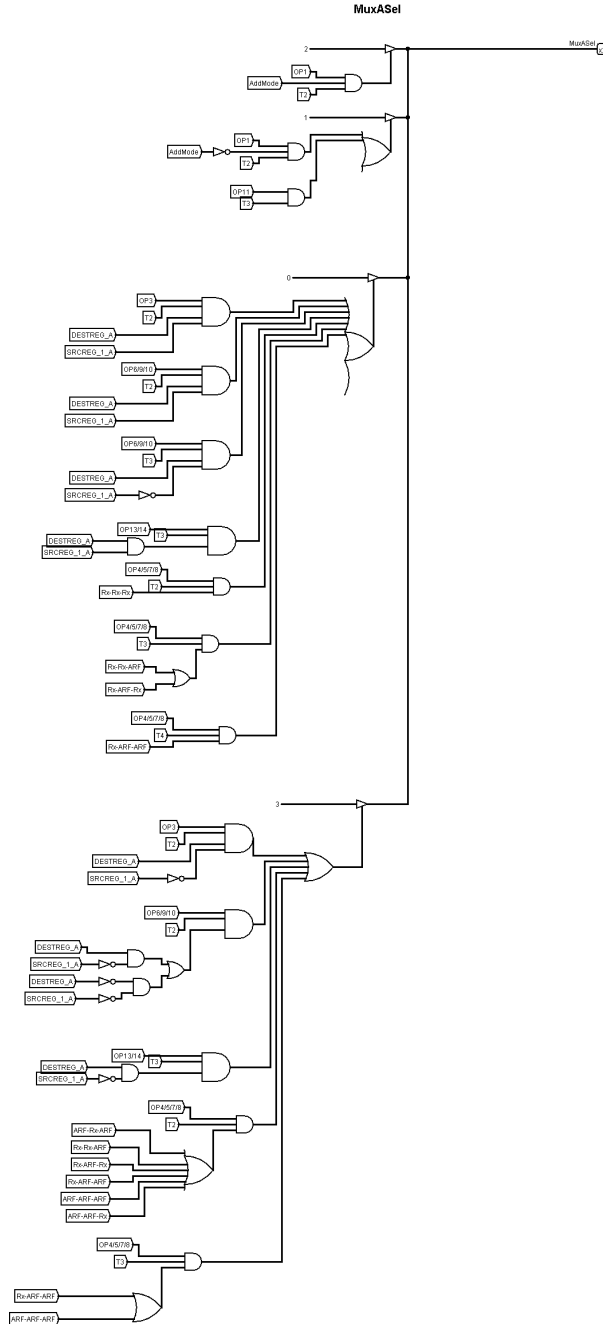 MuxASel
2
MuxASel
OP1
AddMode
T2
1
OP1
AddMode
T2
OP11
T3
0
OP3
T2
DESTREG_A
SRCREG_1_A
OP6/9/10
T2
DESTREG_A
SRCREG_1_A
OP6/9/10
T3
DESTREG_A
SRCREG_1_A
OP13/14
T3
DESTREG_A
SRCREG_1_A
OP4/5/7/8
T2
Rx-Rx-Rx
OP4/5/7/8
T3
Rx-Rx-ARF
Rx-ARF-Rx
OP4/5/7/8
T4
Rx-ARF-ARF
3
OP3
T2
DESTREG_A
SRCREG_1_A
OP6/9/10
T2
DESTREG_A
SRCREG_1_A
DESTREG_A
SRCREG_1_A
OP13/14
T3
DESTREG_A
SRCREG_1_A
OP4/5/7/8
T2
ARF-Rx-ARF
Rx-Rx-ARF
Rx-ARF-Rx
Rx-ARF-ARF
ARF-ARF-ARF
ARF-ARF-Rx
OP4/5/7/8
T3
Rx-ARF-ARF
ARF-ARF-ARF